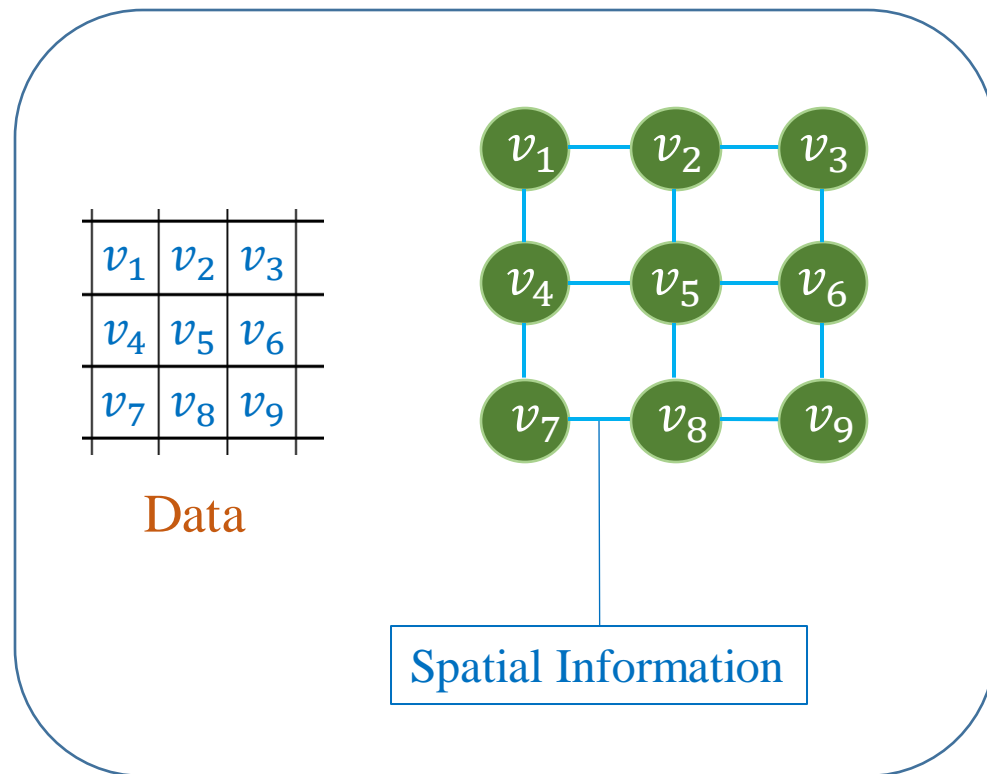 v₁ v₂ v₃
v₄ v₅ v₆
v₇ v₈ v₉
Data
v₁ v₂ v₃
v₄ v₅ v₆
v₇ v₈ v₉
Spatial Information